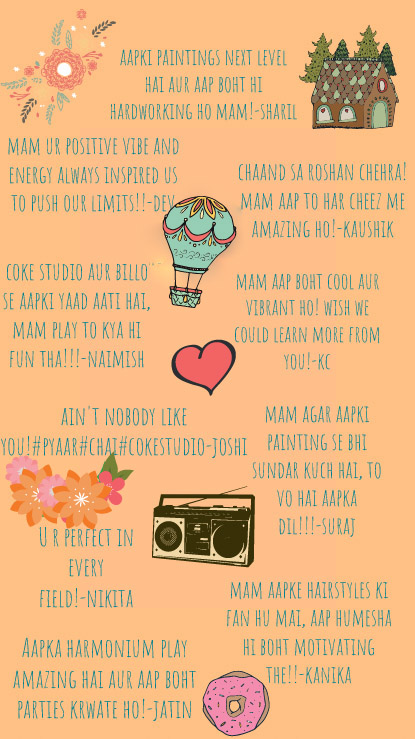 AAPKI PAINTINGS NEXT LEVEL
HAI AUR AAP BOHT HI
HARDWORKING HO MAM!-SHARIL
MAM UR POSITIVE VIBE AND
ENERGY ALWAYS INSPIRED US
TO PUSH OUR LIMITS!!-DEV
CHAAND SA ROSHAN CHEHRA!
MAM AAP TO HAR CHEEZ ME
AMAZING HO!-KAUSHIK
COKE STUDIO AUR BILLO
SE AAPKI YAAD AATI HAI,
MAM PLAY TO KYA HI
FUN THA!!!-NAIMISH
MAM AAP BOHT COOL AUR
VIBRANT HO! WISH WE
COULD LEARN MORE FROM
YOU!-KC
AIN'T NOBODY LIKE
YOU!#PYAAR#CHAI#COKESTUDIO-JOSHI
MAM AGAR AAPKI
PAINTING SE BHI
SUNDAR KUCH HAI, TO
VO HAI AAPKA
DIL!!!-SURAJ
U R PERFECT IN
EVERY
FIELD!-NIKITA
MAM AAPKE HAIRSTYLES KI
FAN HU MAI, AAP HUMESHA
HI BOHT MOTIVATING
THE!!-KANIKA
AAPKA HARMONIUM PLAY
AMAZING HAI AUR AAP BOHT
PARTIES KRWATE HO!-JATIN